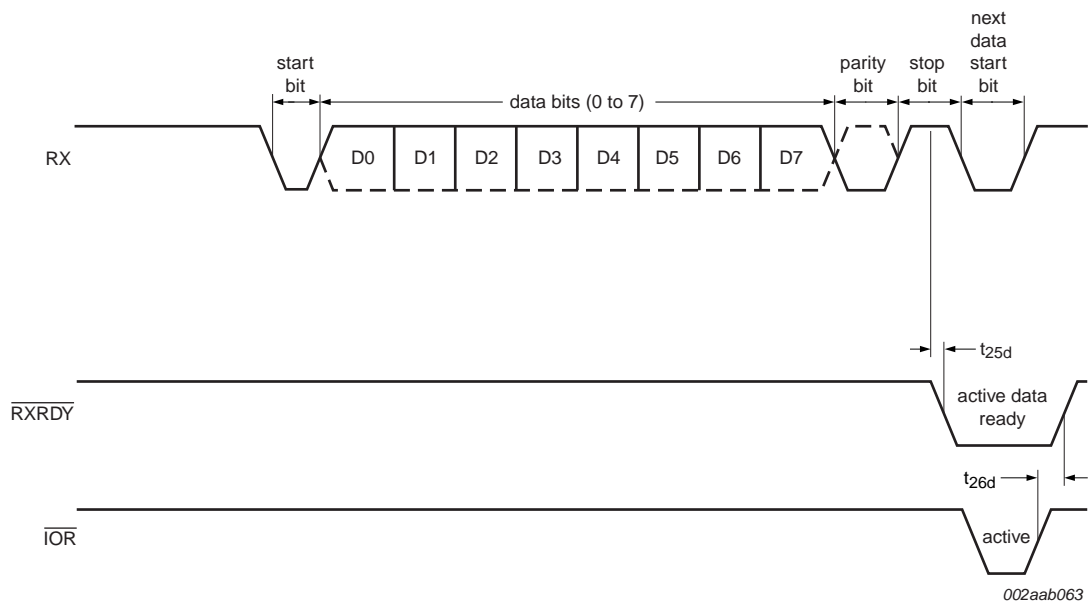 start
bit
data bits (0 to 7)
parity
bit
stop
bit
next
data
start
bit
RX
D0 D1 D2 D3 D4 D5 D6 D7
t25d
RXRDY
active data
ready
t26d
IOR
active
002aab063